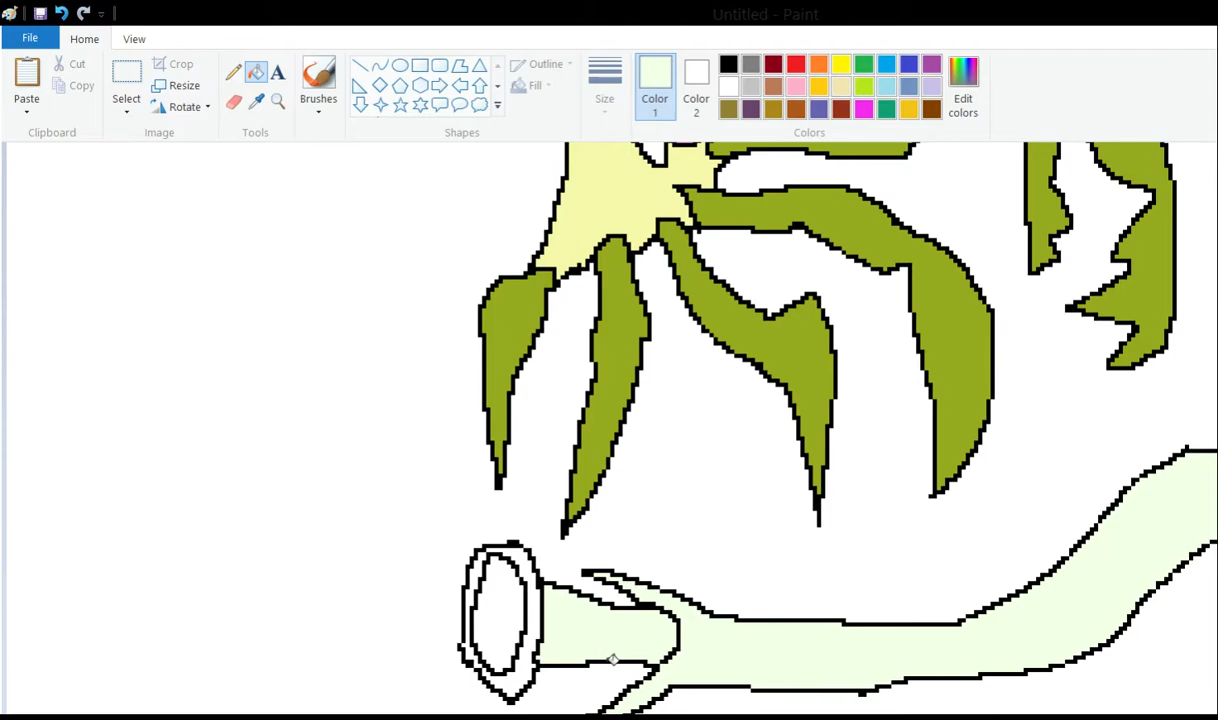 Untitled - Paint
File Home View
Paste
Cut
Copy
Select
Crop
Resize
Rotate
A
Brushes
Outline
Fill
Size
Color 1
Color 2
Edit colors
Clipboard Image Tools Shapes Colors